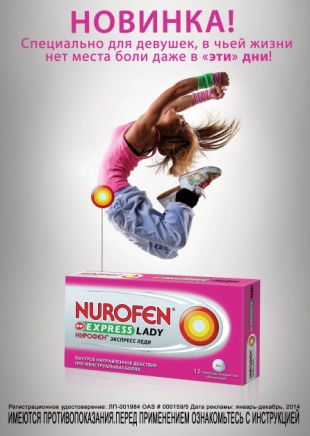 НОВИНКА!
Специально для девушек, в чьей жизни
нет места боли даже в «эти» дни!
NUROFEN®
EXPRESS LADY
НУРОФЕН® ЭКСПРЕСС ЛЕДИ
БЫСТРОЕ НАПРАВЛЕННОЕ ДЕЙСТВИЕ
ПРИ МЕНСТРУАЛЬНЫХ БОЛЯХ
12
Регистрационное удостоверение: ЛП-001984 OAS # 000159/5 Дата рекламы: январь-декабрь, 2014
ИМЕЮТСЯ ПРОТИВОПОКАЗАНИЯ.ПЕРЕД ПРИМЕНЕНИЕМ ОЗНАКОМЬТЕСЬ С ИНСТРУКЦИЕЙ